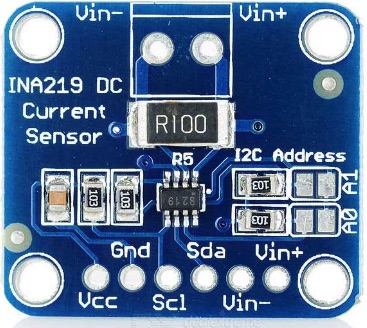 Vin- Vin+
INA219 DC
Current
Sensor
R100
R5
I2C Address
103
103
B219
103
A1
103
A0
Gnd Sda Vin+
Vcc Scl Vin-